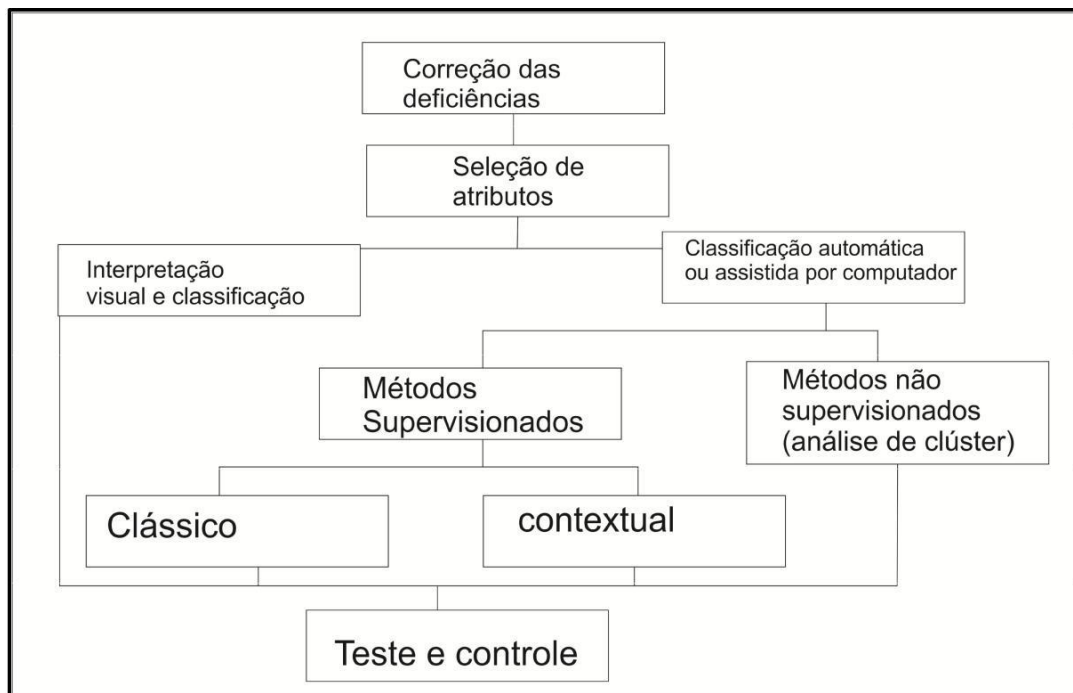 Correção das
deficiências
Seleção de
atributos
Interpretação
visual e classificação
Classificação automática
ou assistida por computador
Métodos
Supervisionados
Métodos não
supervisionados
(análise de clúster)
Clássico
contextual
Teste e controle